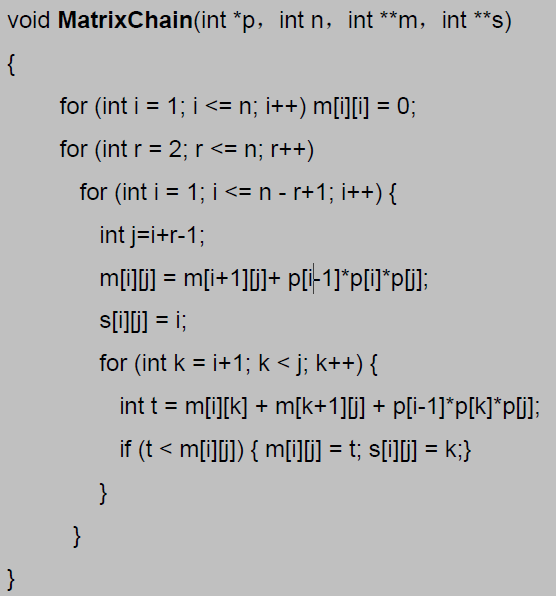 void MatrixChain(int *p，int n，int **m，int **s)
{
for (int i = 1; i <= n; i++) m[i][i] = 0;
for (int r = 2; r <= n; r++)
for (int i = 1; i <= n - r+1; i++) {
int j=i+r-1;
m[i][j] = m[i+1][j]+ p[i-1]*p[i]*p[j];
s[i][j] = i;
for (int k = i+1; k < j; k++) {
int t = m[i][k] + m[k+1][j] + p[i-1]*p[k]*p[j];
if (t < m[i][j]) { m[i][j] = t; s[i][j] = k;}
}
}
}